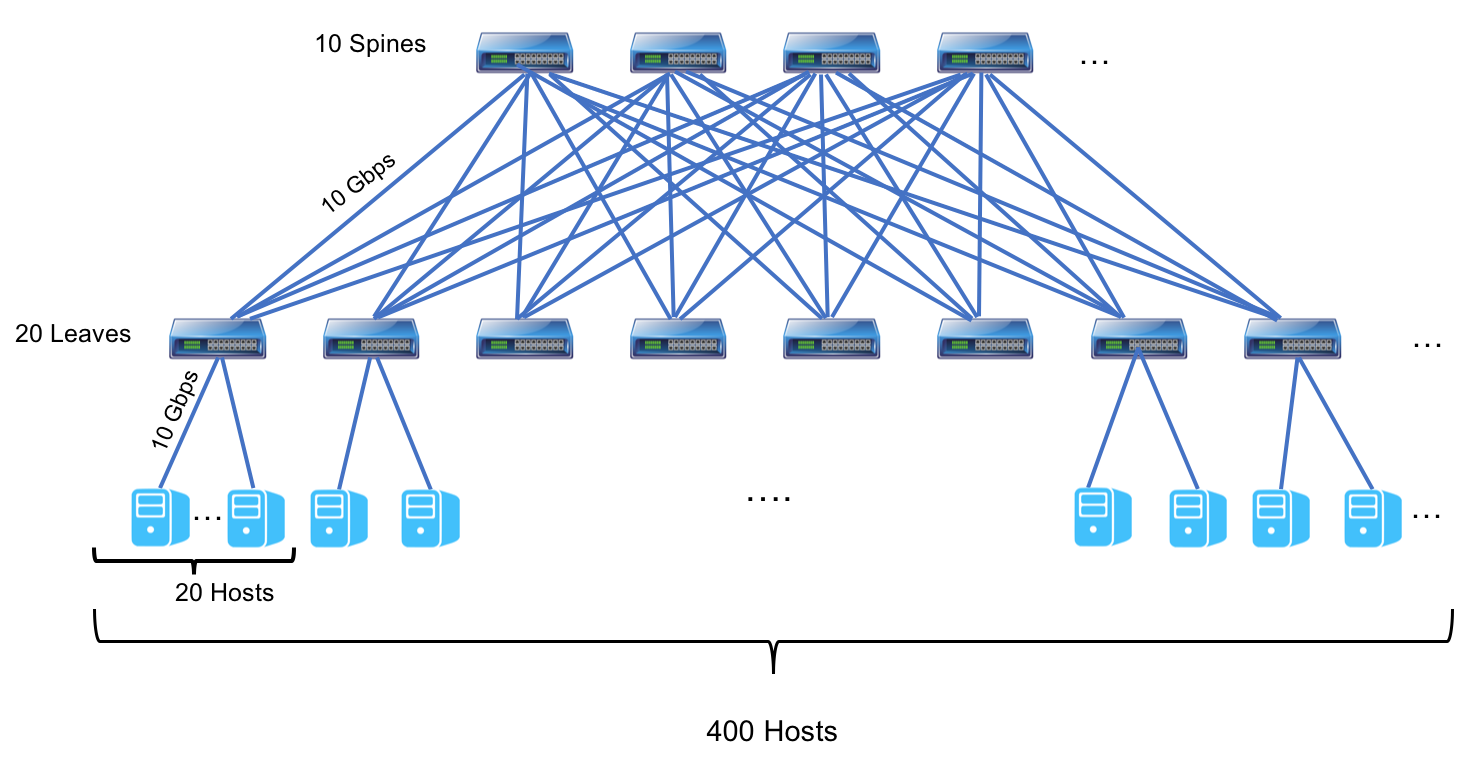 10 Spines
…
10 Gbps
20 Leaves
…
10 Gbps
…
….
…
20 Hosts
400 Hosts